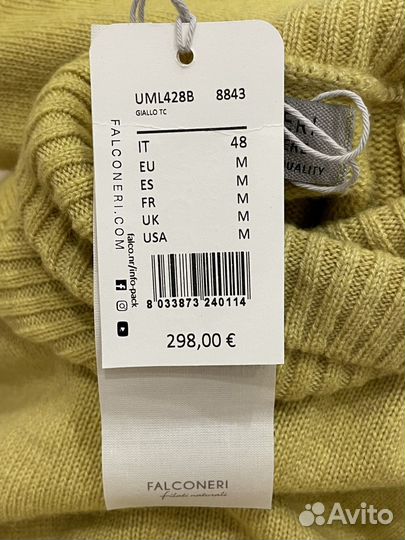 UML428B 8843
GIALLO TC
IT 48
EU M
ES M
FR M
UK M
USA M
FALCONERI.COM
falco.nr/info-pack
8 033873 240114
298,00 €
FALCONERI
filati naturali
QUALITY
Avito